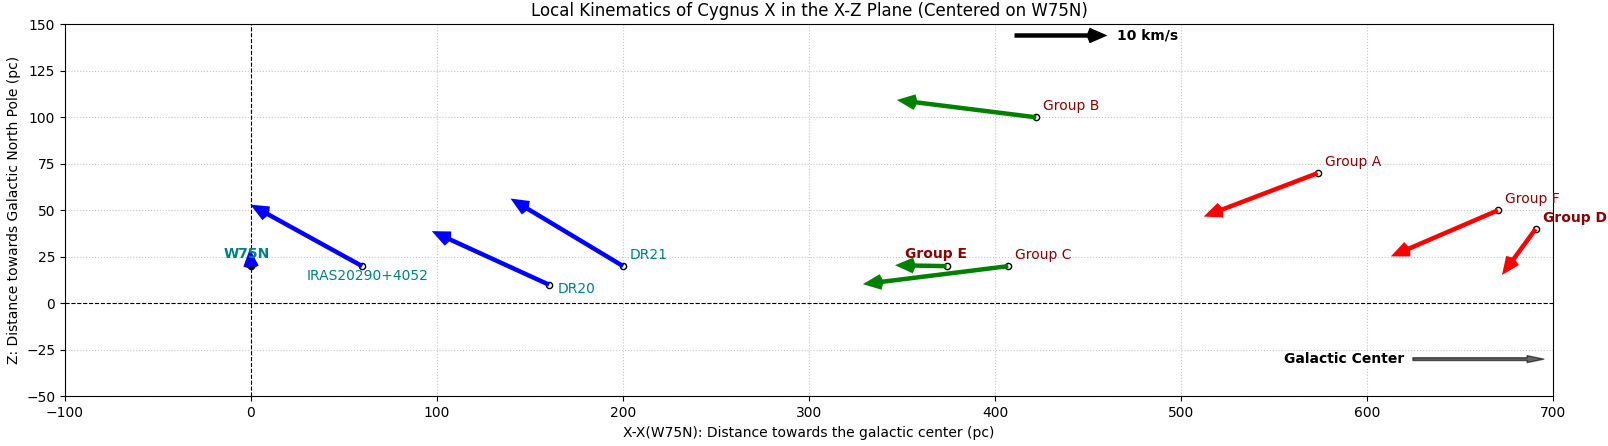 Local Kinematics of Cygnus X in the X-Z Plane (Centered on W75N)
Z: Distance towards Galactic North Pole (pc)
150
125
100
75
50
25
0
−25
−50
10 km/s
Group B
Group A
Group F
Group D
W75N
IRAS20290+4052
DR21
DR20
Group E
Group C
Galactic Center
−100
0
100
200
300
400
500
600
700
X-X(W75N): Distance towards the galactic center (pc)